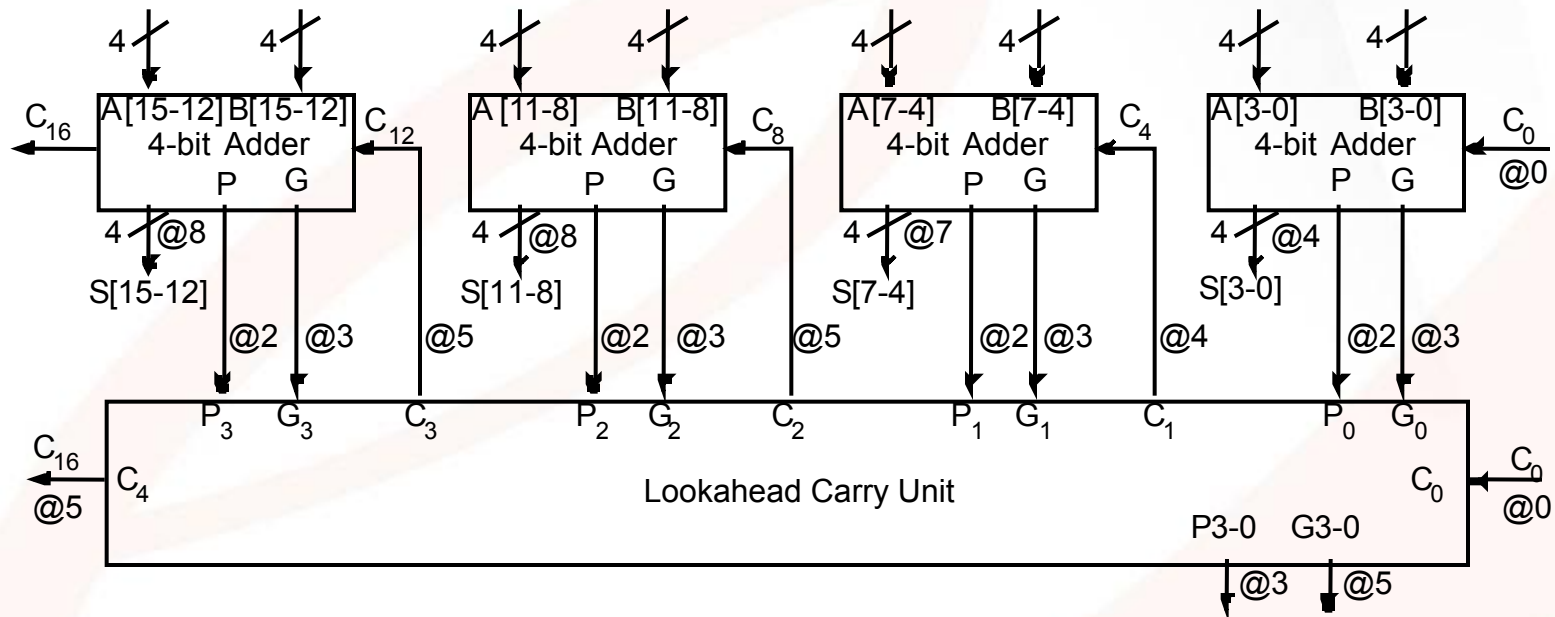 4 4 4 4 4 4 4 4
A[15-12] B[15-12] A [11-8] B[11-8] A[7-4] B[7-4] A[3-0] B[3-0]
C16 4-bit Adder C12 4-bit Adder C8 4-bit Adder C4 4-bit Adder C0
P G P G P G P G @0
4 @8 4 @8 4 @7 4 @4
S[15-12] S[11-8] S[7-4] S[3-0]
@2 @3 @5 @2 @3 @5 @2 @3 @4 @2 @3
P3 G3 C3 P2 G2 C2 P1 G1 C1 P0 G0
C16 C4 Lookahead Carry Unit C0 C0
@5 @0
P3-0 G3-0
@3 @5